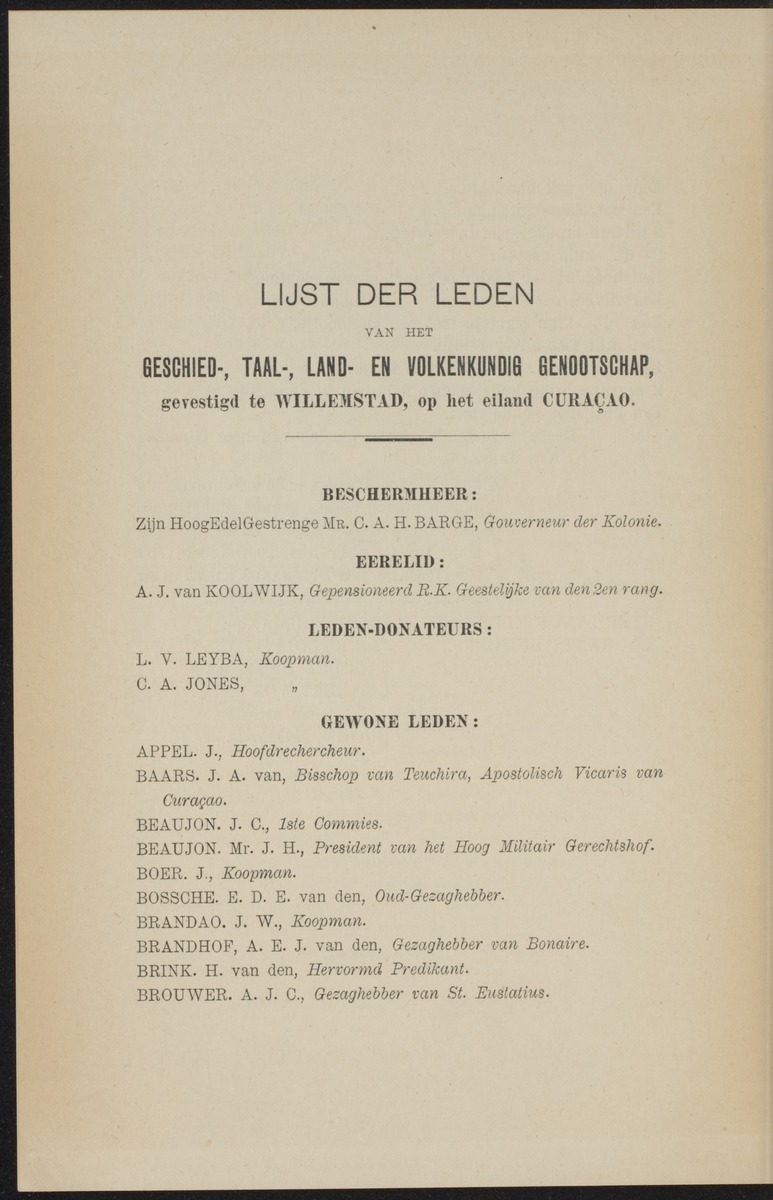 LIJST DER LEDEN
VAN HET
GESCHIED-, TAAL-, LAND- EN VOLKENKUNDIG GENOOTSCHAP,
gevestigd te WILLEMSTAD, op het eiland CURAÇAO.
BESCHERMHEER:
Zijn HoogEdelGestrenge MR. C. A. H. BARGE, Gouverneur der Kolonie.
EERELID:
A. J. van KOOLWIJK, Gepensioneerd R.K. Geestelijke van den 2en rang.
LEDEN-DONATEURS:
L. V. LEYBA, Koopman.
C. A. JONES, „
GEWONE LEDEN:
APPEL. J., Hoofdrechercheur.
BAARS. J. A. van, Bisschop van Teuchira, Apostolisch Vicaris van
Curaçao.
BEAUJON. J. C., 1ste Commies.
BEAUJON. Mr. J. H., President van het Hoog Militair Gerechtshof.
BOER. J., Koopman.
BOSSCHE. E. D. E. van den, Oud-Gezaghebber.
BRANDAO. J. W., Koopman.
BRANDHOF, A. E. J. van den, Gezaghebber van Bonaire.
BRINK. H. van den, Hervormd Predikant.
BROUWER. A. J. C., Gezaghebber van St. Eustatius.